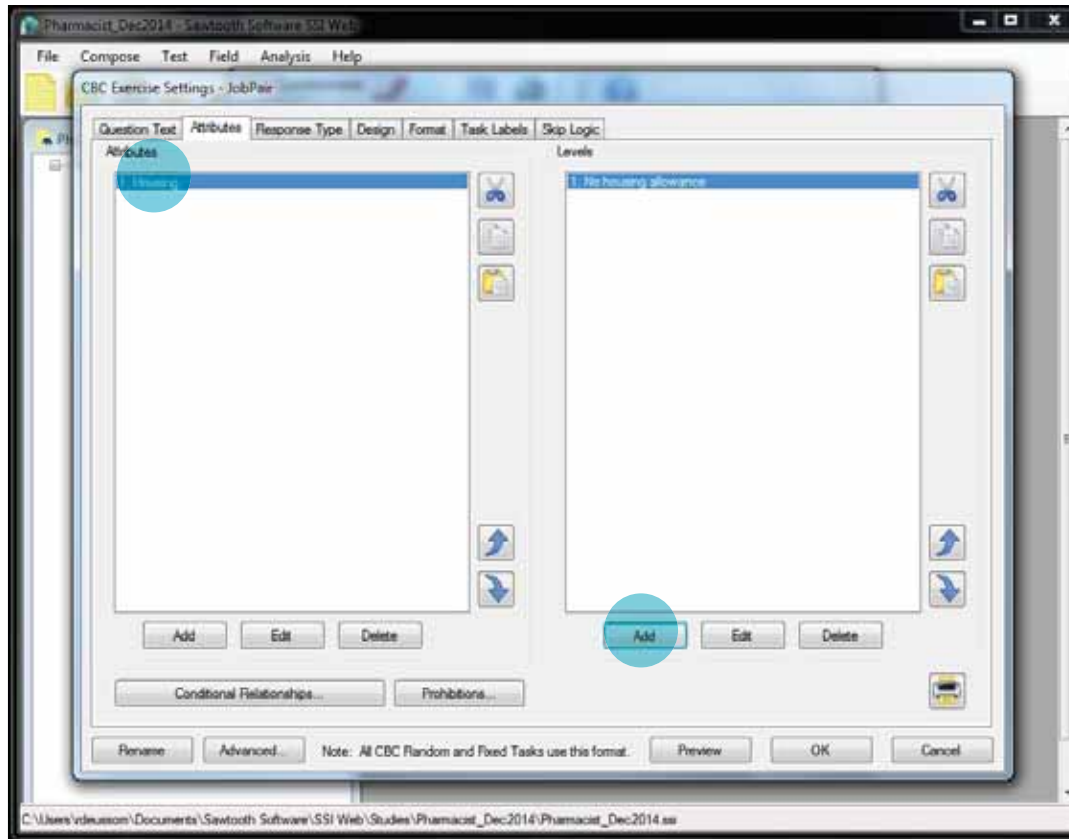 Pharmacist_Dec2014 - Sawtooth Software SSI Web
File Compose Test Field Analysis Help
CBC Exercise Settings - JobPair
Question Text Attributes Response Type Design Format Task Labels Skip Logic
Attributes Levels
1: Housing 1: No housing allowance
Add Edit Delete Add Edit Delete
Conditional Relationships... Prohibitions...
Rename Advanced... Note: All CBC Random and Fixed Tasks use this format. Preview OK Cancel
C:\Users\rdeussom\Documents\Sawtooth Software\SSI Web\Studies\Pharmacist_Dec2014\Pharmacist_Dec2014.ssi